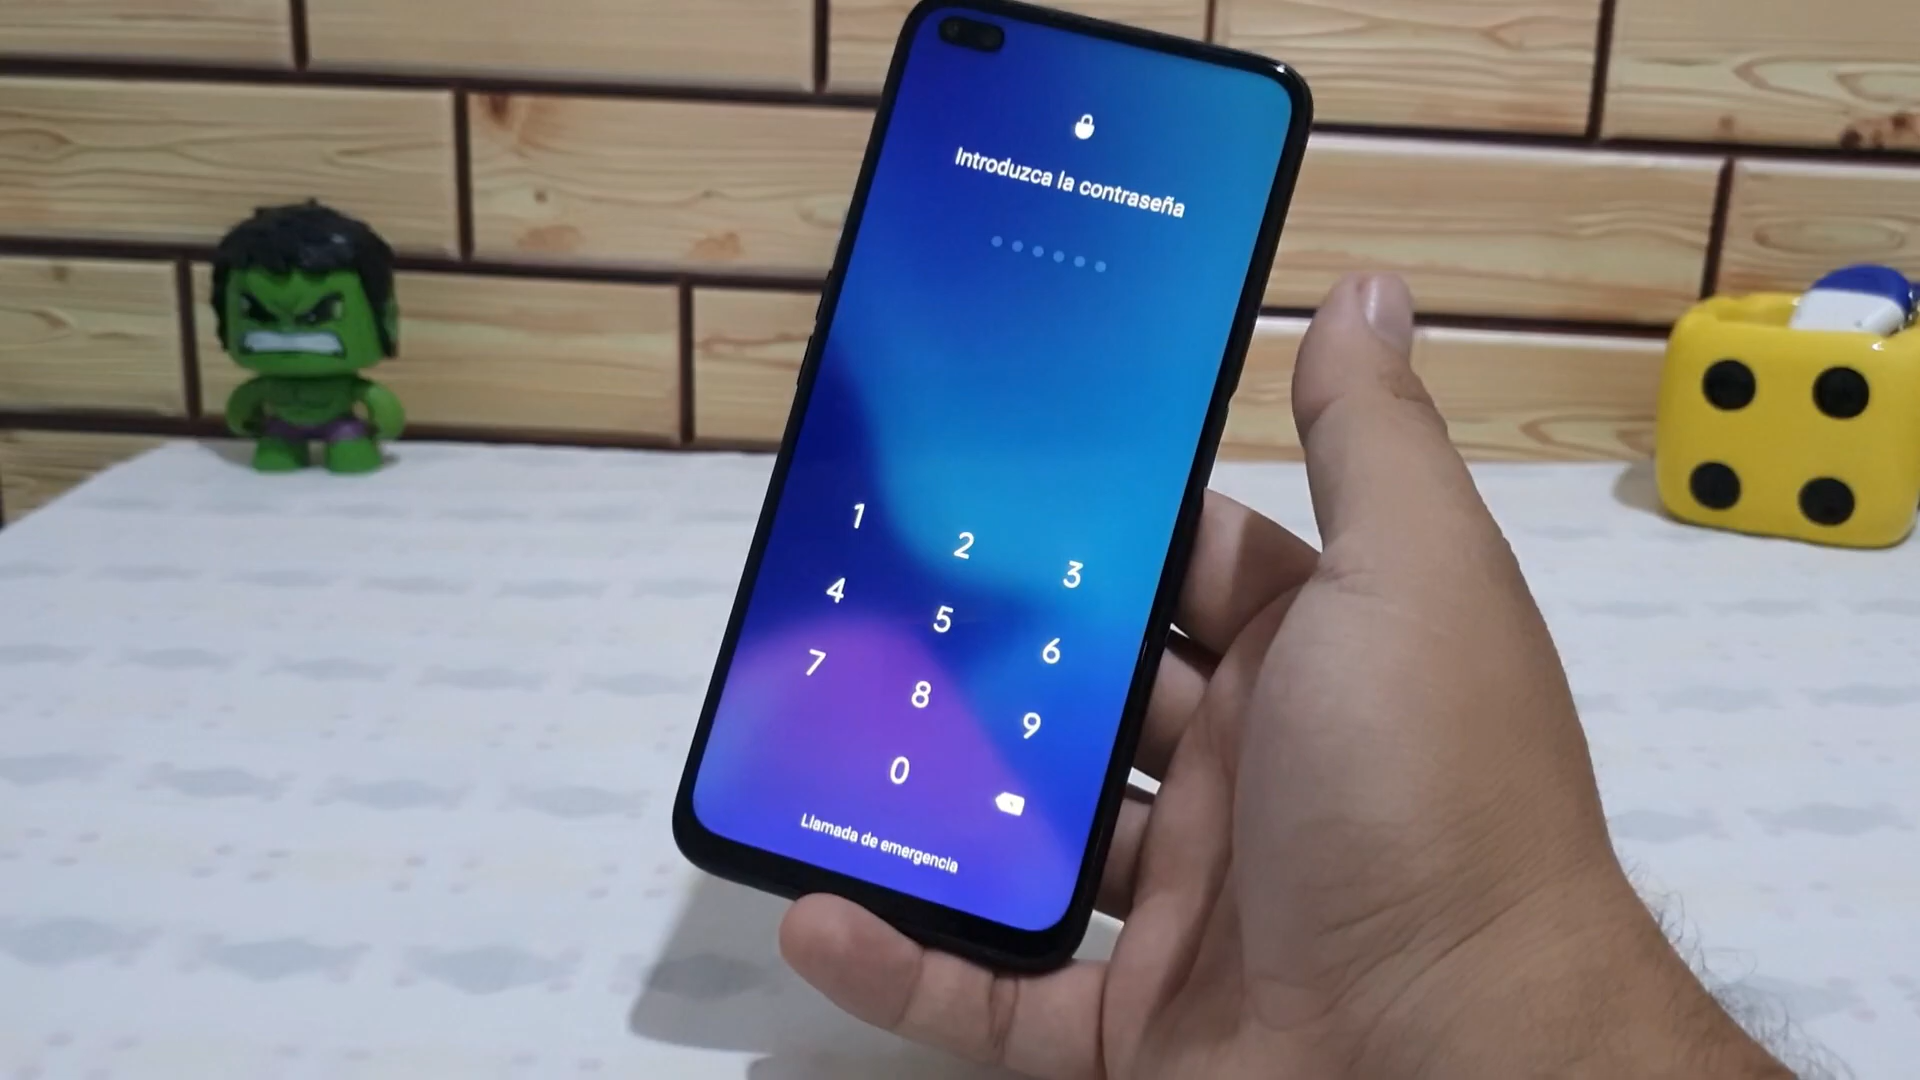 Introduzca la contraseña
1 2 3
4 5 6
7 8 9
0
Llamada de emergencia